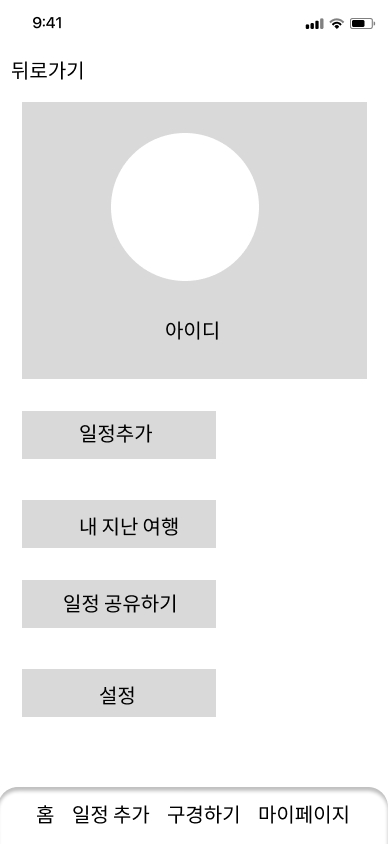 9:41
뒤로가기
아이디
일정추가
내 지난 여행
일정 공유하기
설정
홈 일정 추가 구경하기 마이페이지